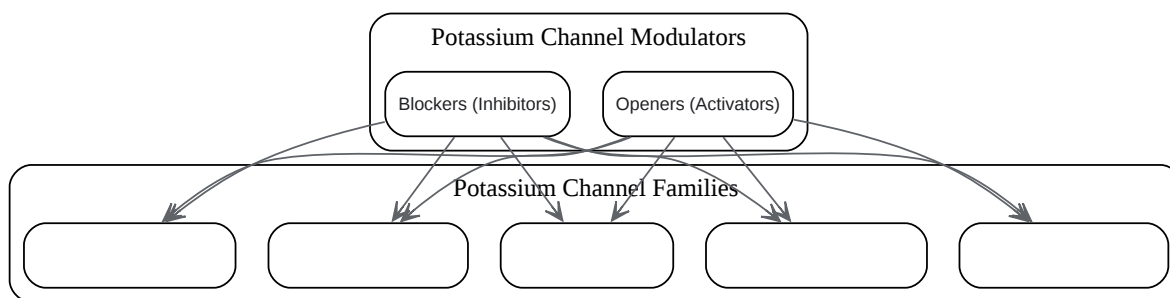 Potassium Channel Modulators
Blockers (Inhibitors)
Openers (Activators)
Potassium Channel Families